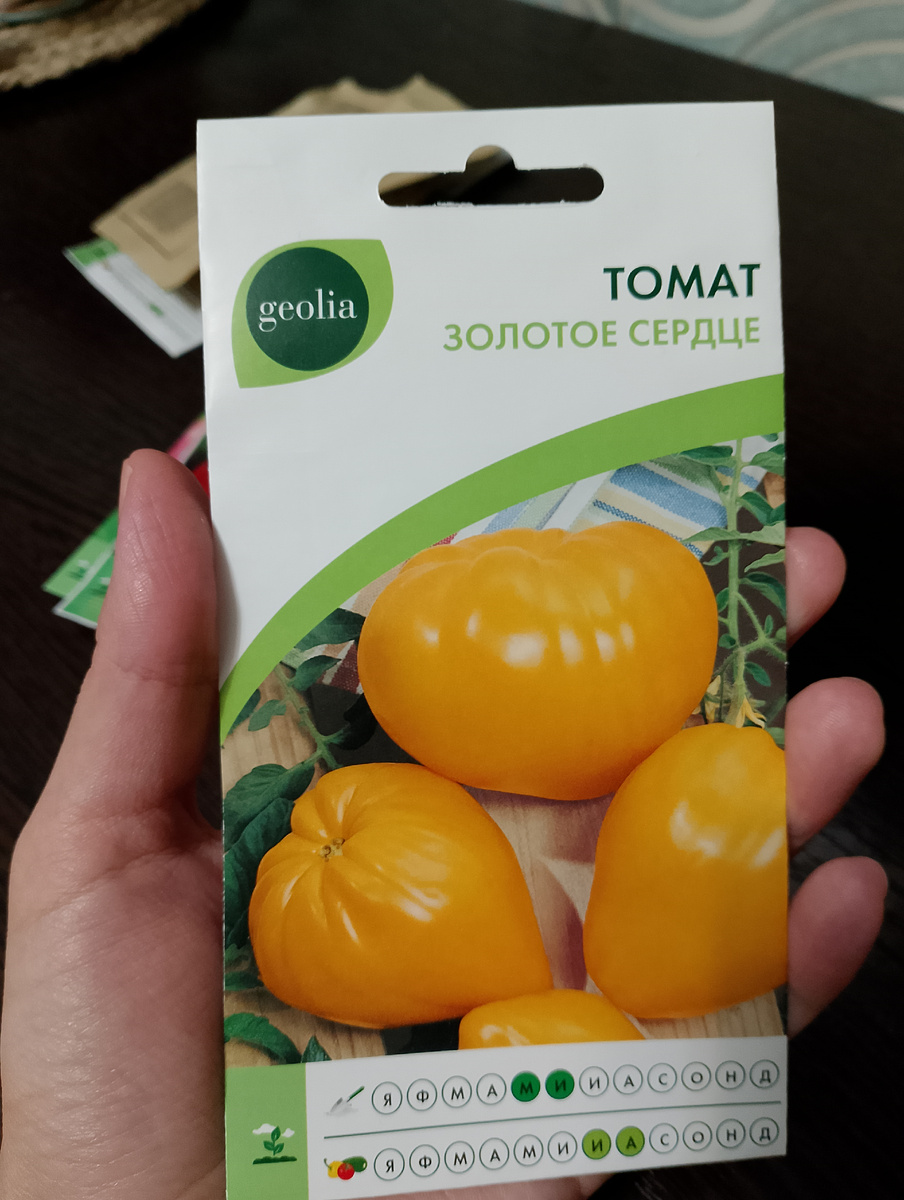 geolia
ТОМАТ
ЗОЛОТОЕ СЕРДЦЕ
Я Ф М А М И И А С О Н Д
Я Ф М А М И И А С О Н Д